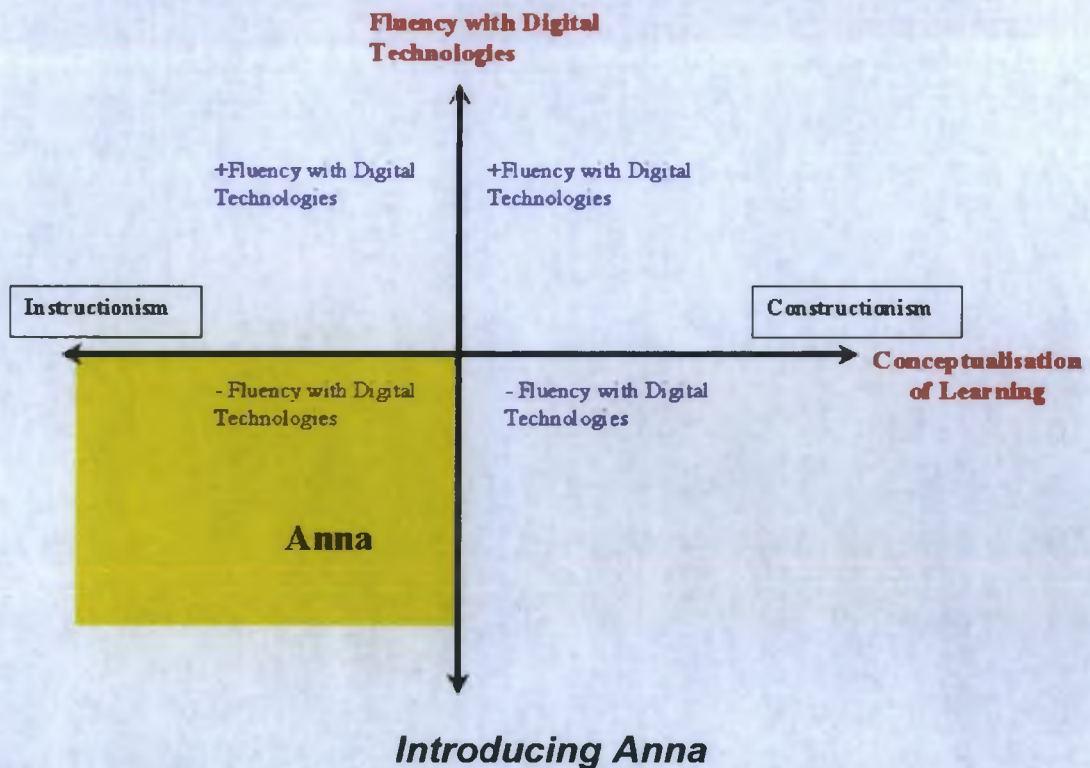 Fluency with Digital
Technologies
+Fluency with Digital
Technologies
+Fluency with Digital
Technologies
Instructionism
Constructionism
Conceptualisation
of Learning
- Fluency with Digital
Technologies
- Fluency with Digital
Technologies
Anna
Introducing Anna